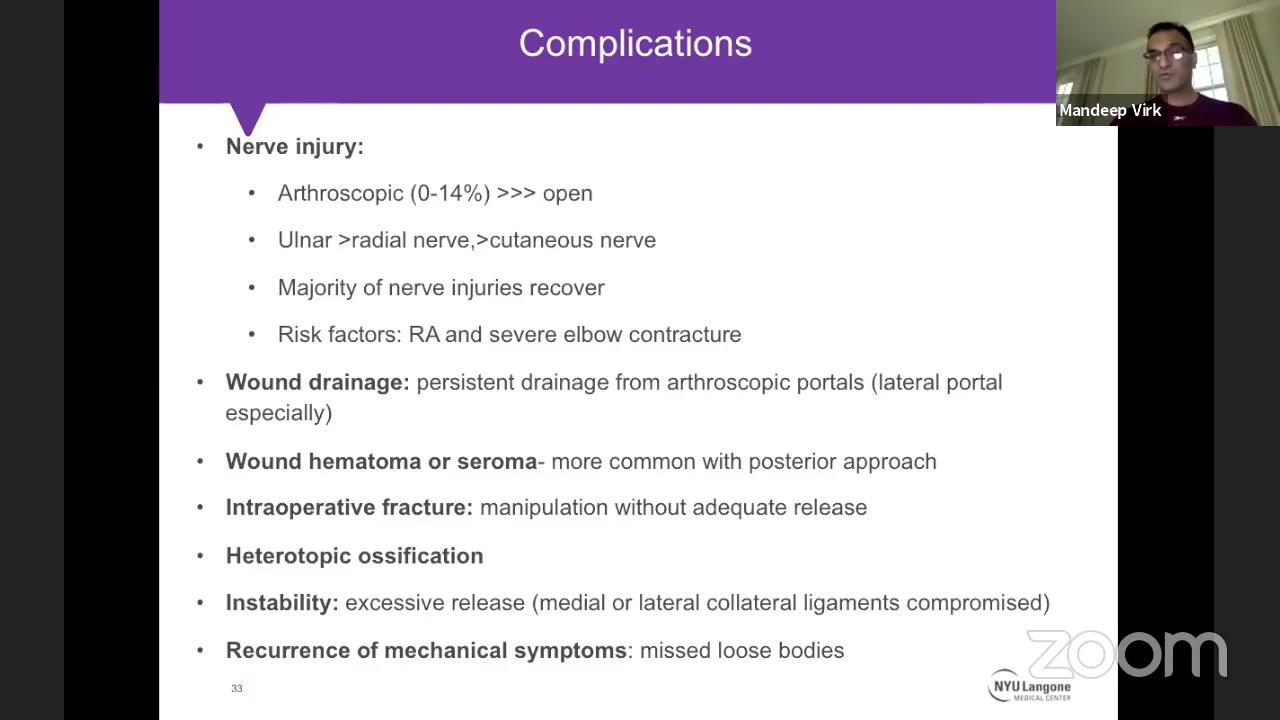 Complications
Mandeep Virk
• Nerve injury:
• Arthroscopic (0-14%) >>> open
• Ulnar >radial nerve,>cutaneous nerve
• Majority of nerve injuries recover
• Risk factors: RA and severe elbow contracture
• Wound drainage: persistent drainage from arthroscopic portals (lateral portal
especially)
• Wound hematoma or seroma- more common with posterior approach
• Intraoperative fracture: manipulation without adequate release
• Heterotopic ossification
• Instability: excessive release (medial or lateral collateral ligaments compromised)
• Recurrence of mechanical symptoms: missed loose bodies
zoom
33
NYU Langone
MEDICAL CENTER